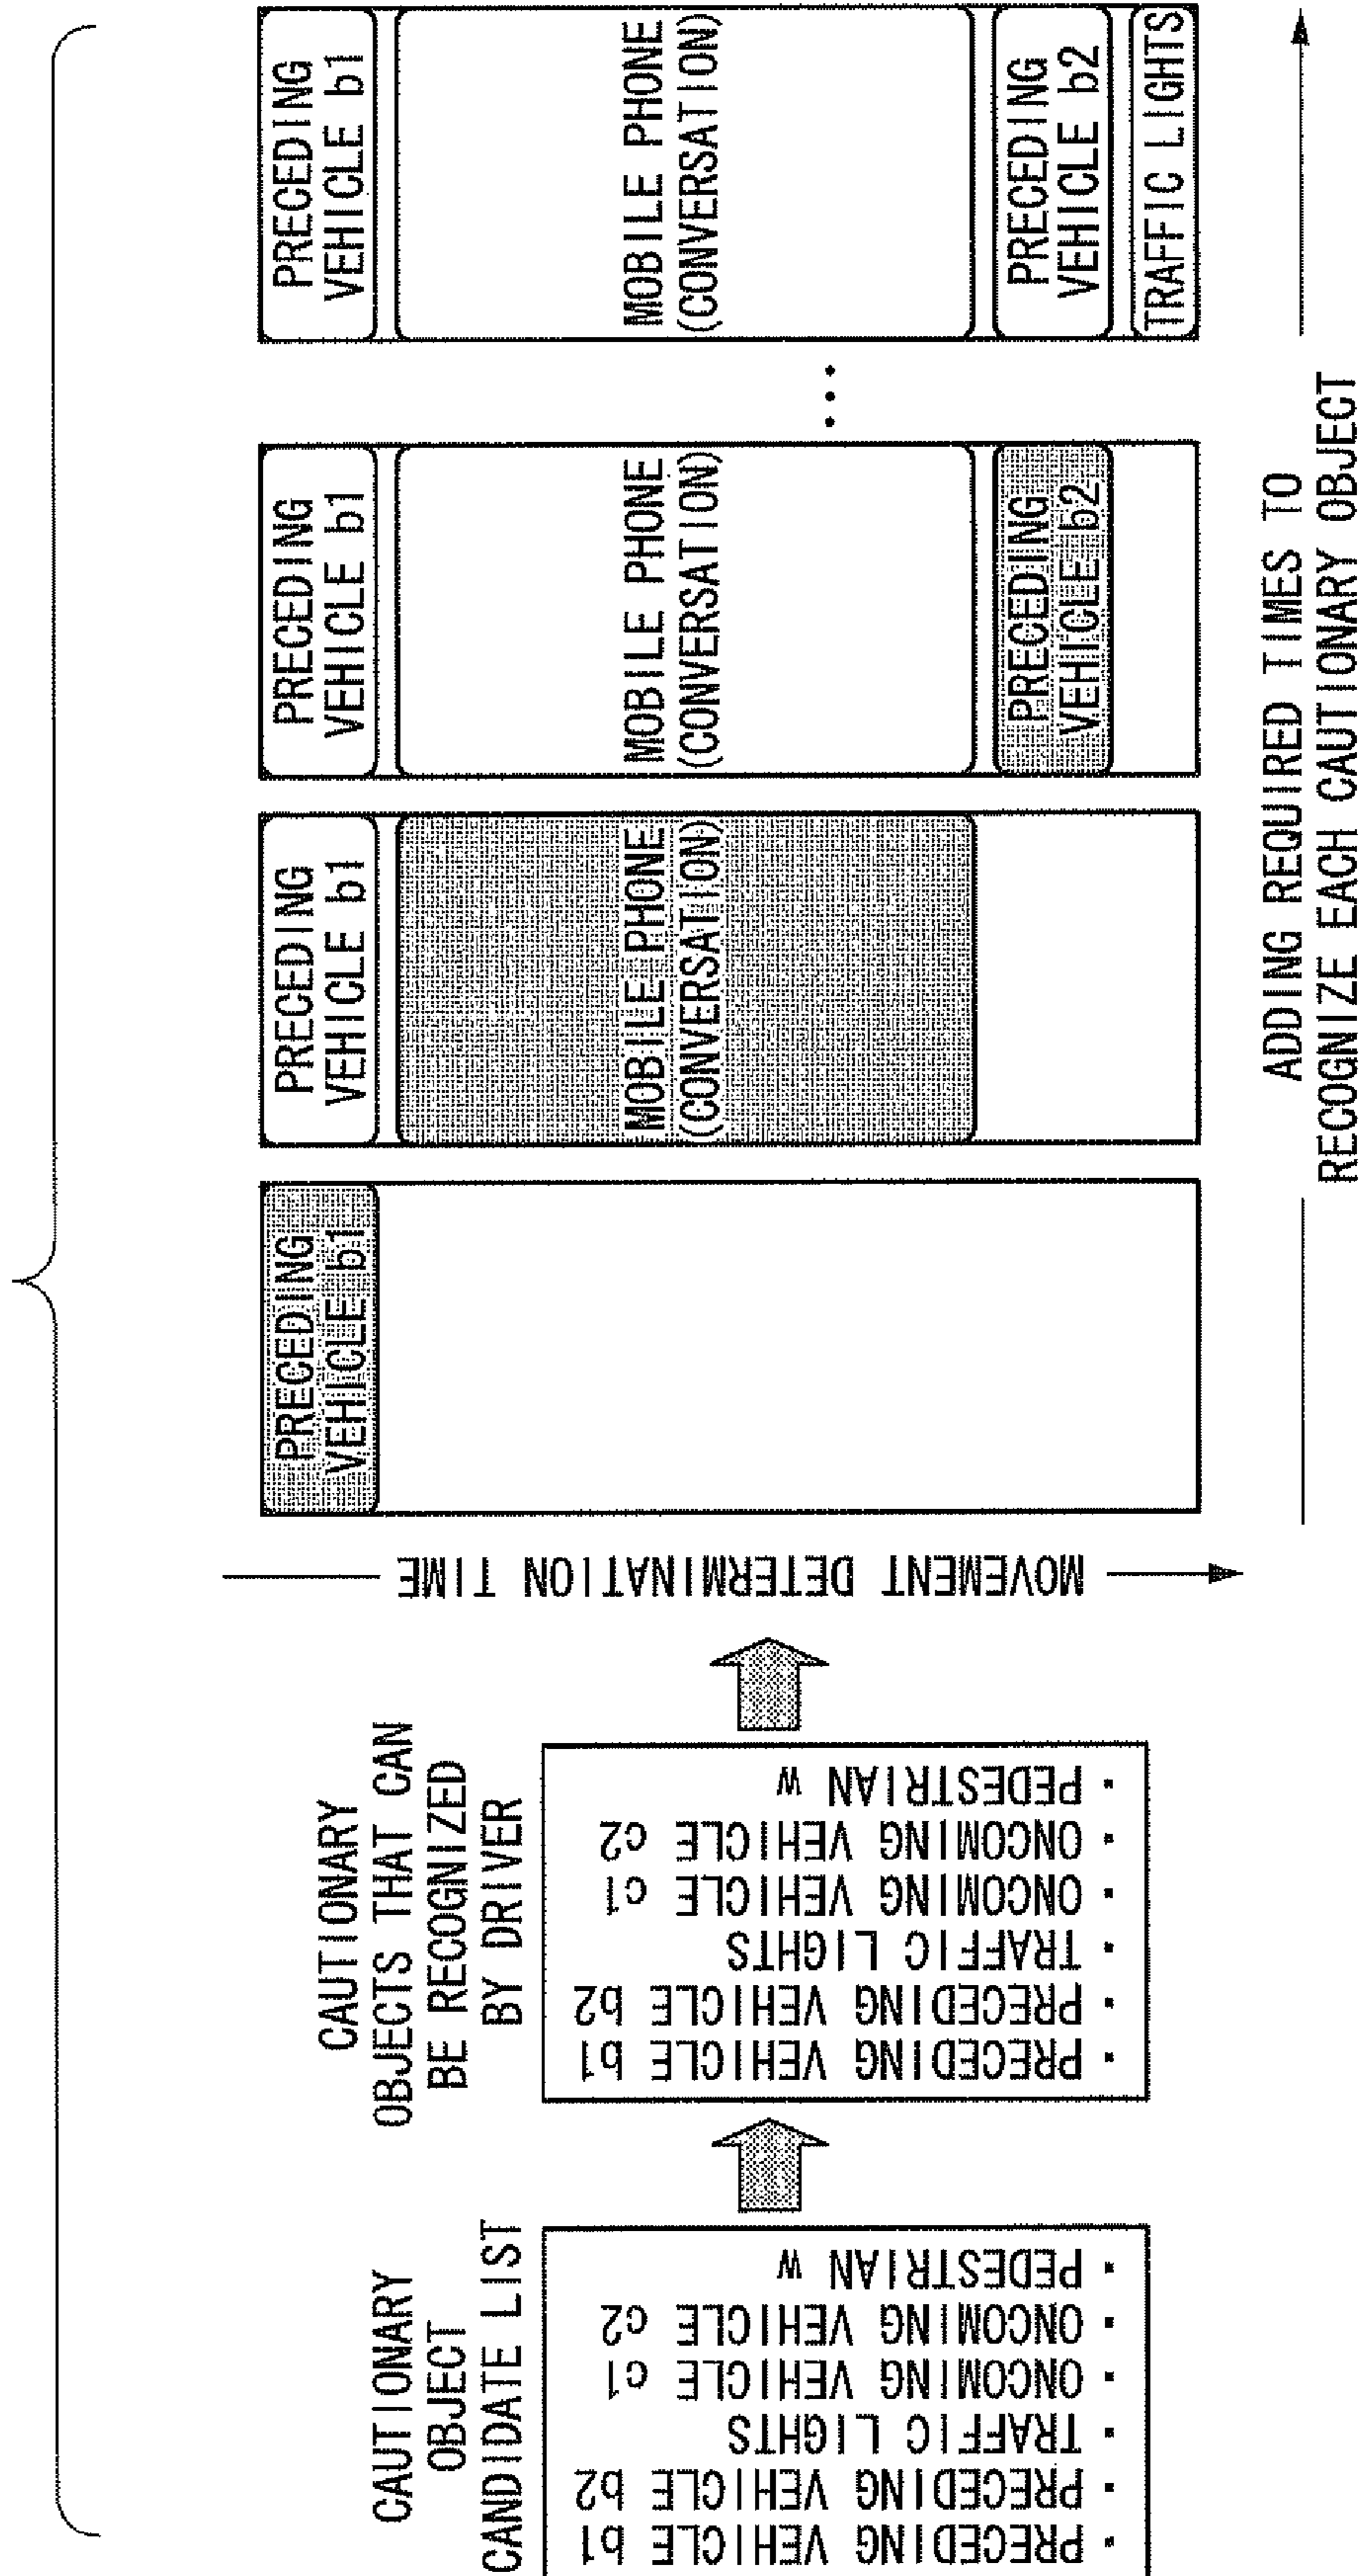 CAUTIONARY
OBJECT
CANDIDATE LIST
・PRECEDING VEHICLE b1
・PRECEDING VEHICLE b2
・TRAFFIC LIGHTS
・ONCOMING VEHICLE c1
・ONCOMING VEHICLE c2
・PEDESTRIAN w
CAUTIONARY
OBJECTS THAT CAN
BE RECOGNIZED
BY DRIVER
・PRECEDING VEHICLE b1
・PRECEDING VEHICLE b2
・TRAFFIC LIGHTS
・ONCOMING VEHICLE c1
・ONCOMING VEHICLE c2
・PEDESTRIAN w
MOVEMENT DETERMINATION TIME
PRECEDING
VEHICLE b1
PRECEDING
VEHICLE b1
MOBILE PHONE
(CONVERSATION)
PRECEDING
VEHICLE b1
MOBILE PHONE
(CONVERSATION)
PRECEDING
VEHICLE b2
...
PRECEDING
VEHICLE b1
MOBILE PHONE
(CONVERSATION)
PRECEDING
VEHICLE b2
TRAFFIC LIGHTS
ADDING REQUIRED TIMES TO
RECOGNIZE EACH CAUTIONARY OBJECT